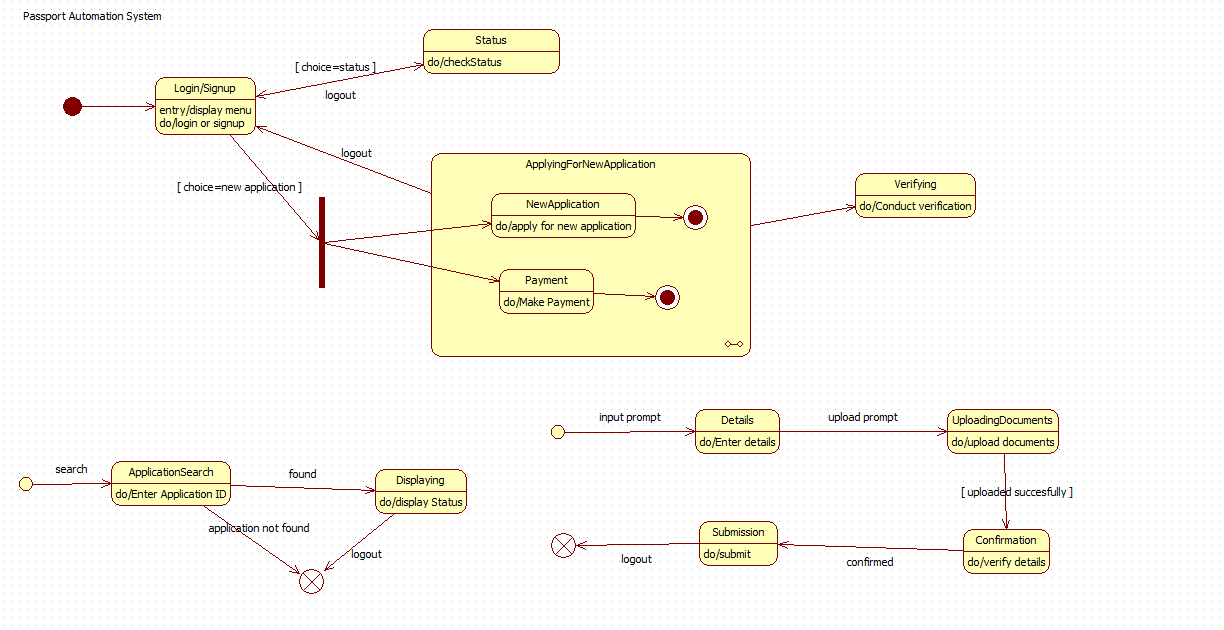 Passport Automation System
Status
do/checkStatus
[ choice=status ]
logout
Login/Signup
entry/display menu
do/login or signup
logout
[ choice=new application ]
ApplyingForNewApplication
NewApplication
do/apply for new application
Payment
do/Make Payment
Verifying
do/Conduct verification
search
ApplicationSearch
do/Enter Application ID
found
Displaying
do/display Status
application not found
logout
input prompt
Details
do/Enter details
upload prompt
UploadingDocuments
do/upload documents
[ uploaded succesfully ]
Confirmation
do/verify details
confirmed
Submission
do/submit
logout